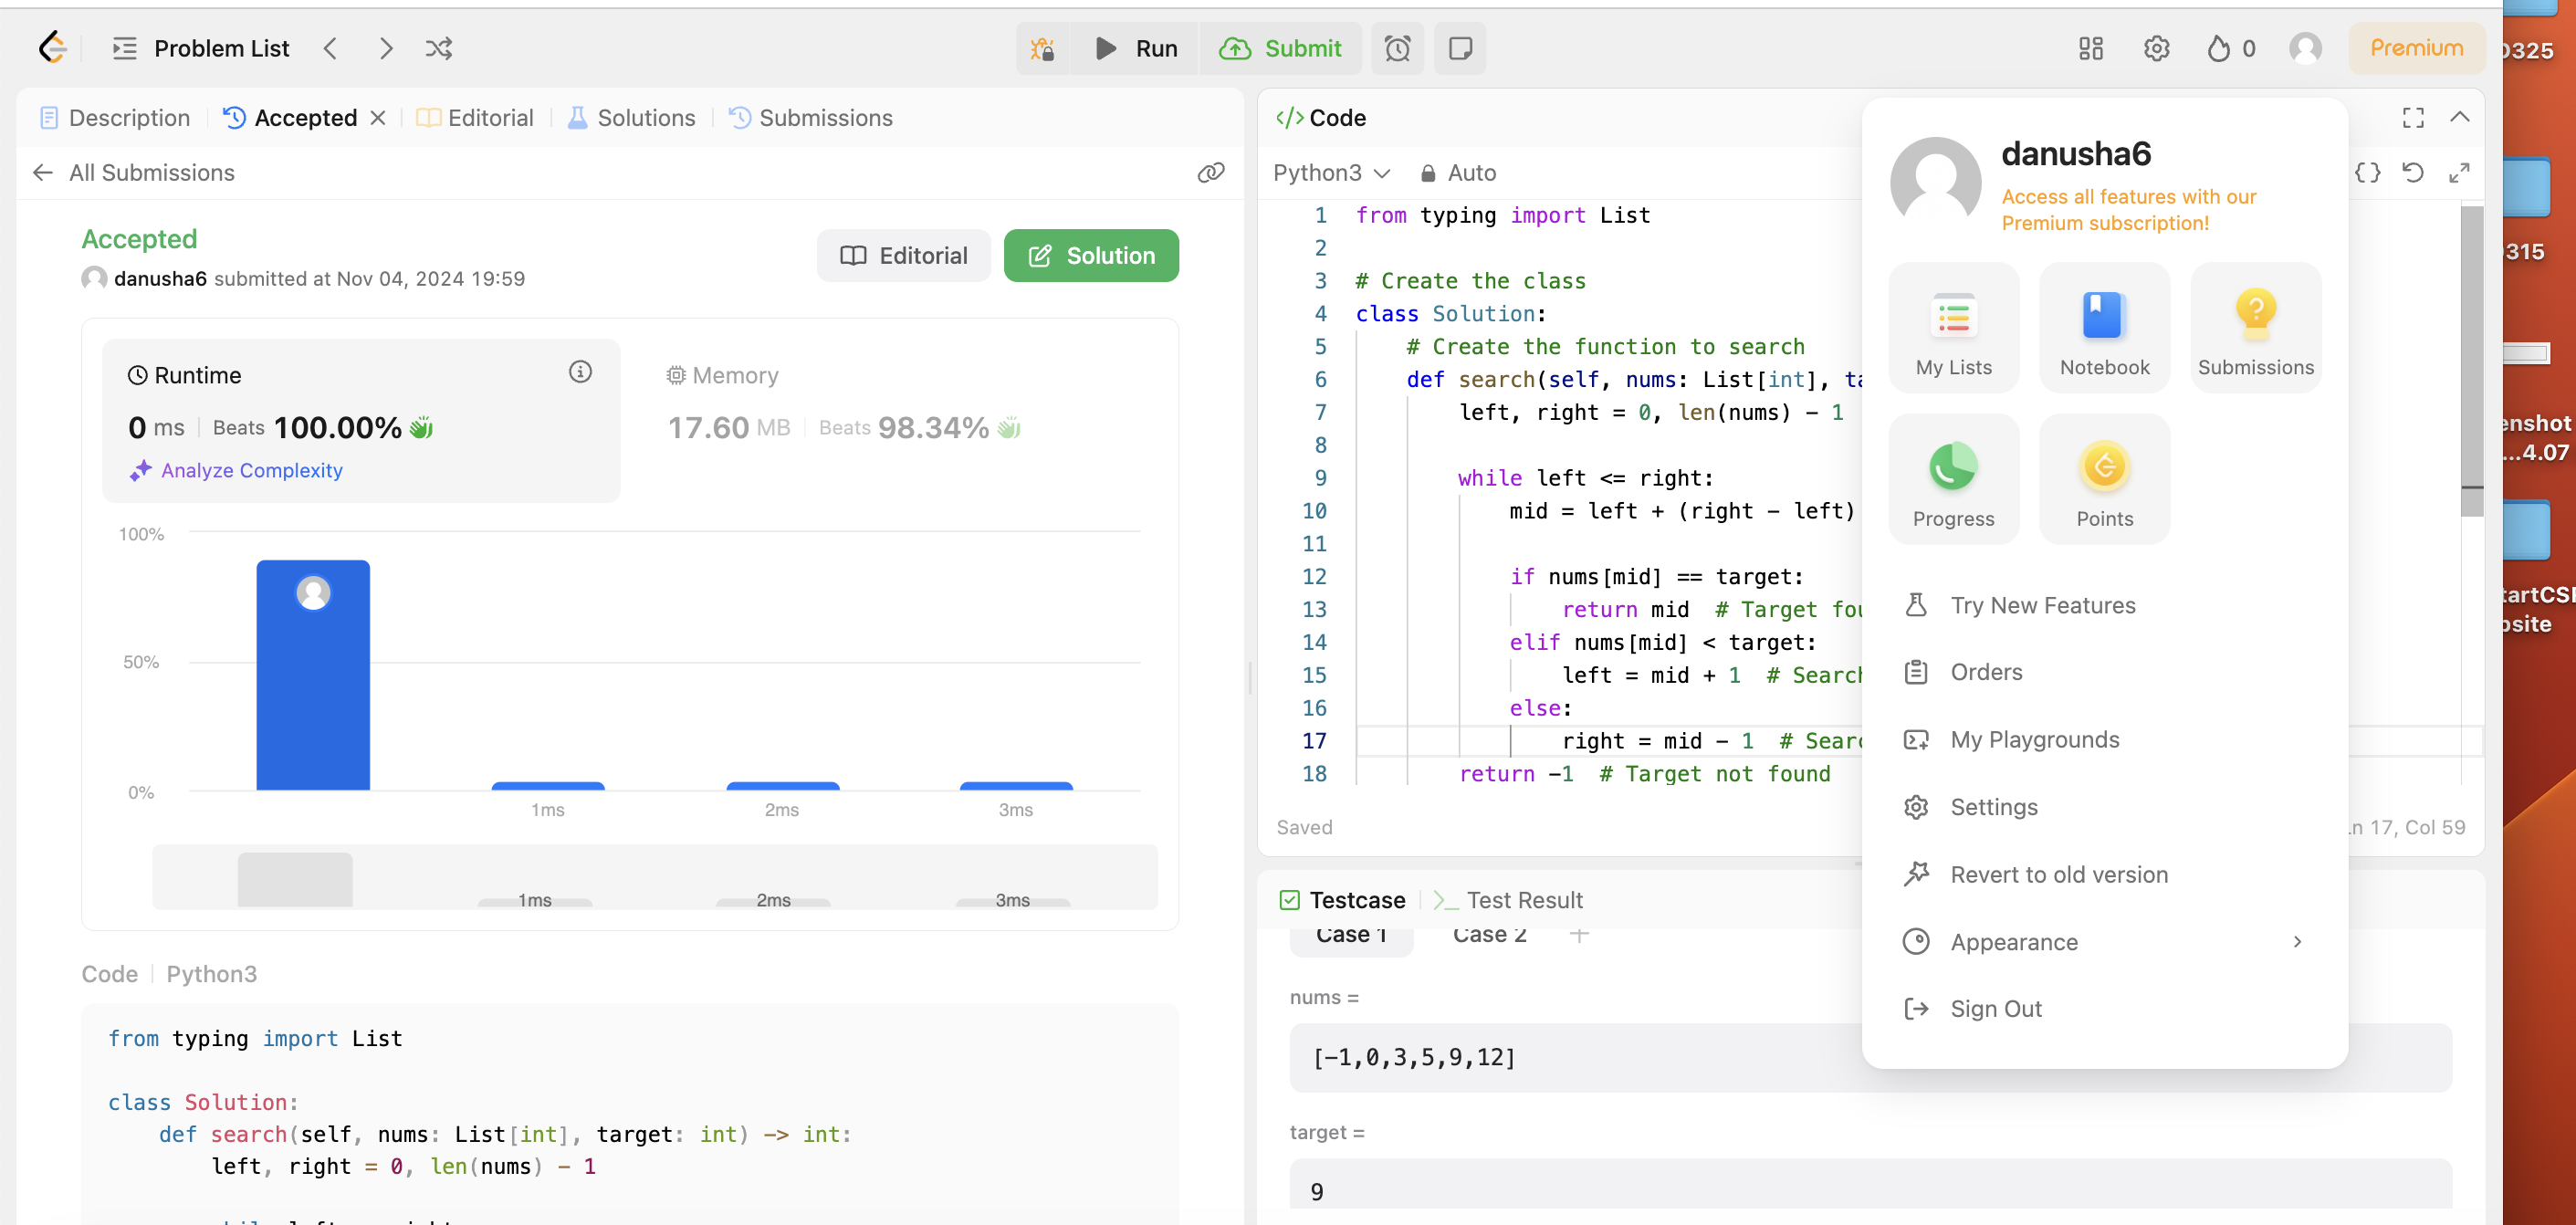 Problem List
Run
Submit
0
Premium
Description
Accepted
Editorial
Solutions
Submissions
All Submissions
Accepted
danusha6 submitted at Nov 04, 2024 19:59
Editorial
Solution
Runtime
0 ms
Beats 100.00%
Analyze Complexity
Memory
17.60 MB
Beats 98.34%
100%
50%
0%
1ms
2ms
3ms
1ms
2ms
3ms
Code
Python3
from typing import List
class Solution:
def search(self, nums: List[int], target: int) -> int:
left, right = 0, len(nums) - 1
</> Code
Python3
Auto
1 from typing import List
2
3 # Create the class
4 class Solution:
5 # Create the function to search
6 def search(self, nums: List[int], ta
7 left, right = 0, len(nums) - 1
8
9 while left <= right:
10 mid = left + (right - left)
11
12 if nums[mid] == target:
13 return mid # Target fou
14 elif nums[mid] < target:
15 left = mid + 1 # Search
16 else:
17 right = mid - 1 # Searc
18 return -1 # Target not found
Saved
Ln 17, Col 59
Testcase
Test Result
Case 1
Case 2
+
nums =
[-1,0,3,5,9,12]
target =
9
danusha6
Access all features with our
Premium subscription!
My Lists
Notebook
Submissions
Progress
Points
Try New Features
Orders
My Playgrounds
Settings
Revert to old version
Appearance
Sign Out
0325
0315
enshot
...4.07
tartCSI
bsite